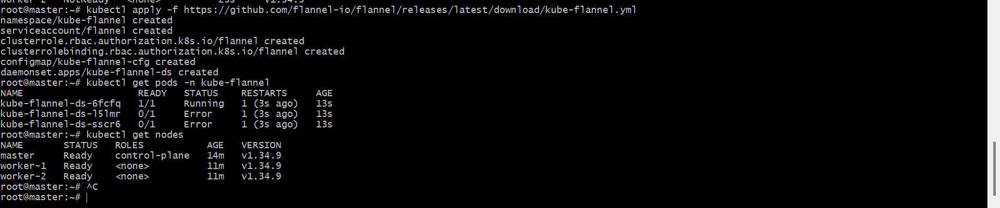 worker-2   NotReady   <none>          23s     v1.34.9
root@master:~# kubectl apply -f https://github.com/flannel-io/flannel/releases/latest/download/kube-flannel.yml
namespace/kube-flannel created
serviceaccount/flannel created
clusterrole.rbac.authorization.k8s.io/flannel created
clusterrolebinding.rbac.authorization.k8s.io/flannel created
configmap/kube-flannel-cfg created
daemonset.apps/kube-flannel-ds created
root@master:~# kubectl get pods -n kube-flannel
NAME                    READY   STATUS    RESTARTS     AGE
kube-flannel-ds-6fcfq   1/1     Running   1 (3s ago)   13s
kube-flannel-ds-l5lmr   0/1     Error     1 (3s ago)   13s
kube-flannel-ds-sscr6   0/1     Error     1 (3s ago)   13s
root@master:~# kubectl get nodes
NAME       STATUS   ROLES           AGE   VERSION
master     Ready    control-plane   14m   v1.34.9
worker-1   Ready    <none>          11m   v1.34.9
worker-2   Ready    <none>          11m   v1.34.9
root@master:~# ^C
root@master:~#